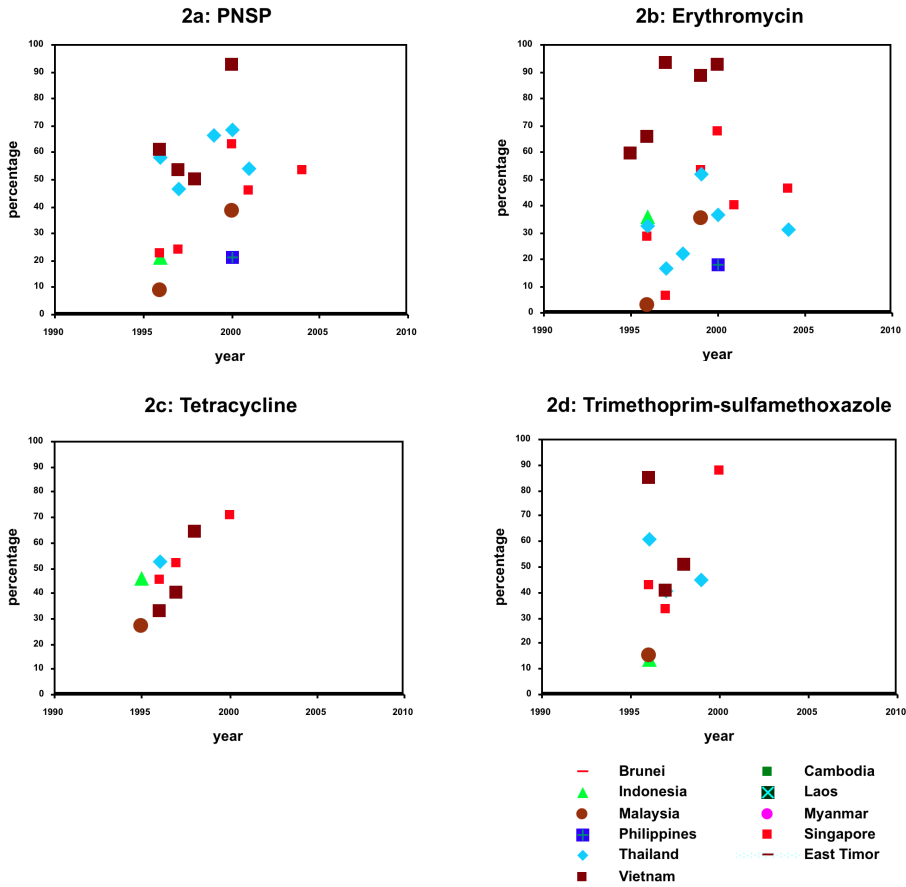 2a: PNSP
2b: Erythromycin
100
90
80
70
60
50
40
30
20
10
0
percentage
1990
1995
2000
2005
2010
year
100
90
80
70
60
50
40
30
20
10
0
percentage
1990
1995
2000
2005
2010
year
2c: Tetracycline
2d: Trimethoprim-sulfamethoxazole
100
90
80
70
60
50
40
30
20
10
0
percentage
1990
1995
2000
2005
2010
year
100
90
80
70
60
50
40
30
20
10
0
percentage
1990
1995
2000
2005
2010
year
Brunei
Indonesia
Malaysia
Philippines
Thailand
Vietnam
Cambodia
Laos
Myanmar
Singapore
East Timor